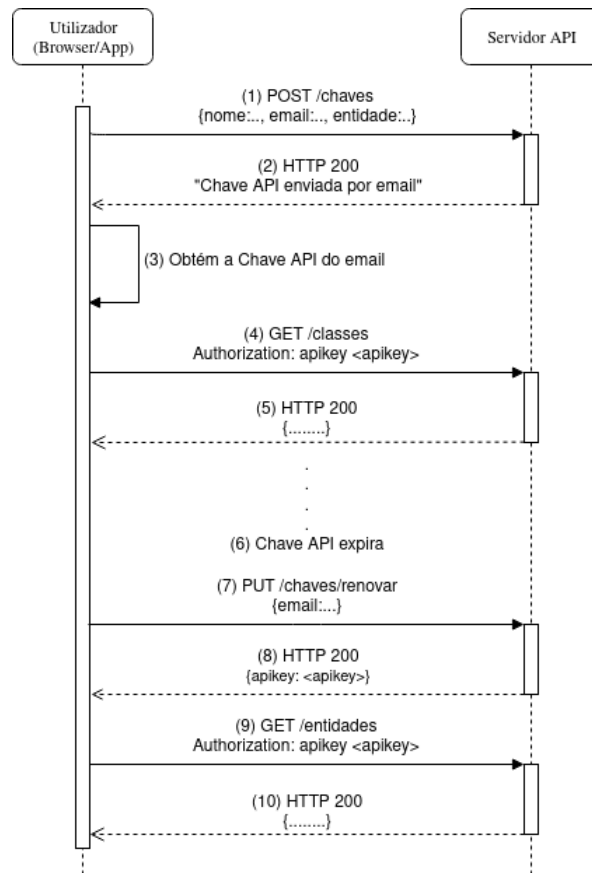 Utilizador
(Browser/App)
Servidor API
(1) POST /chaves
{nome:.., email:.., entidade:..}
(2) HTTP 200
"Chave API enviada por email"
(3) Obtém a Chave API do email
(4) GET /classes
Authorization: apikey <apikey>
(5) HTTP 200
{........}
.
.
.
.
(6) Chave API expira
(7) PUT /chaves/renovar
{email:...}
(8) HTTP 200
{apikey: <apikey>}
(9) GET /entidades
Authorization: apikey <apikey>
(10) HTTP 200
{........}